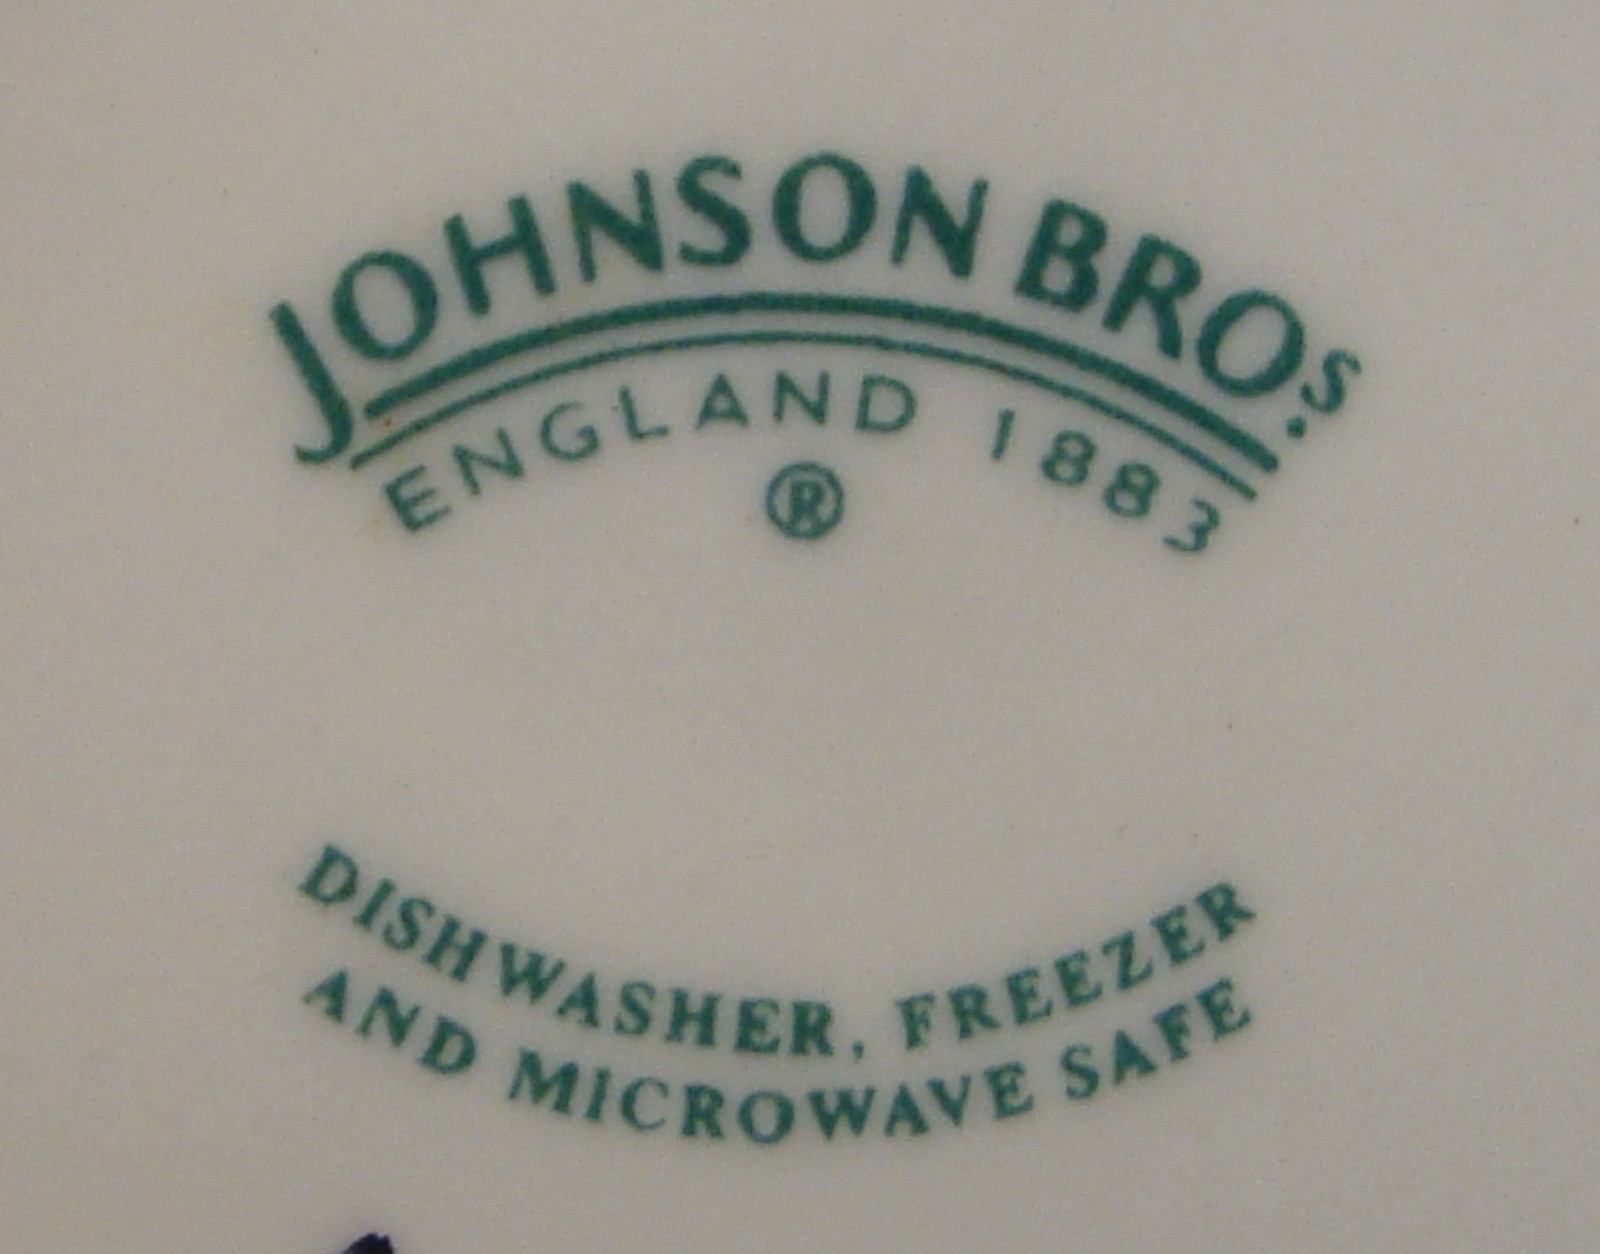 JOHNSON BROS.
ENGLAND 1883
®
DISHWASHER, FREEZER
AND MICROWAVE SAFE